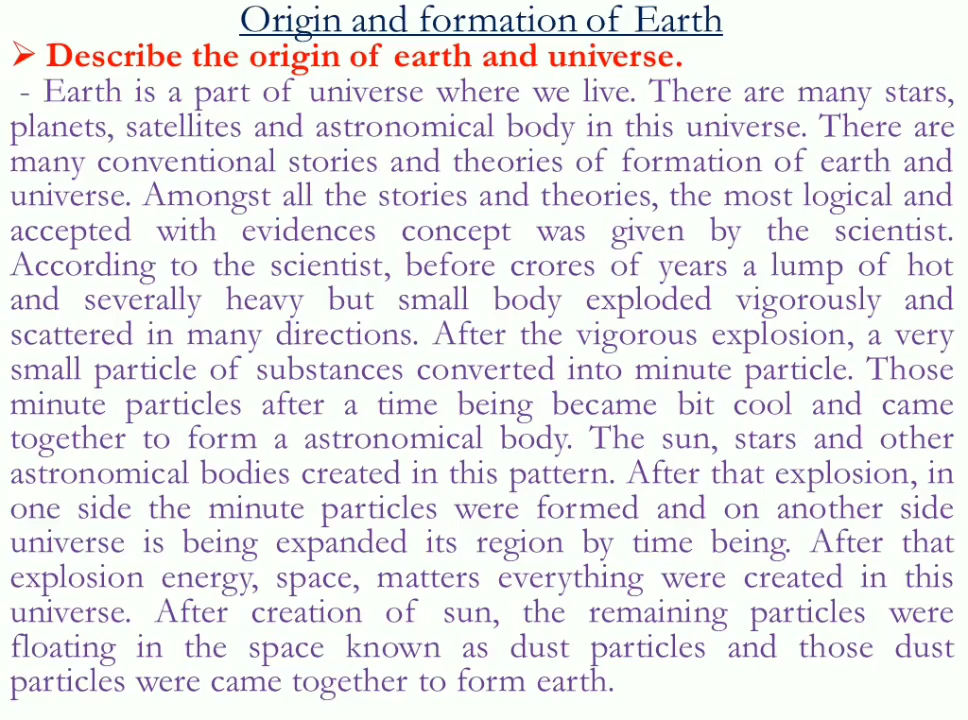 Origin and formation of Earth
➢ Describe the origin of earth and universe.
- Earth is a part of universe where we live. There are many stars,
planets, satellites and astronomical body in this universe. There are
many conventional stories and theories of formation of earth and
universe. Amongst all the stories and theories, the most logical and
accepted with evidences concept was given by the scientist.
According to the scientist, before crores of years a lump of hot
and severally heavy but small body exploded vigorously and
scattered in many directions. After the vigorous explosion, a very
small particle of substances converted into minute particle. Those
minute particles after a time being became bit cool and came
together to form a astronomical body. The sun, stars and other
astronomical bodies created in this pattern. After that explosion, in
one side the minute particles were formed and on another side
universe is being expanded its region by time being. After that
explosion energy, space, matters everything were created in this
universe. After creation of sun, the remaining particles were
floating in the space known as dust particles and those dust
particles were came together to form earth.